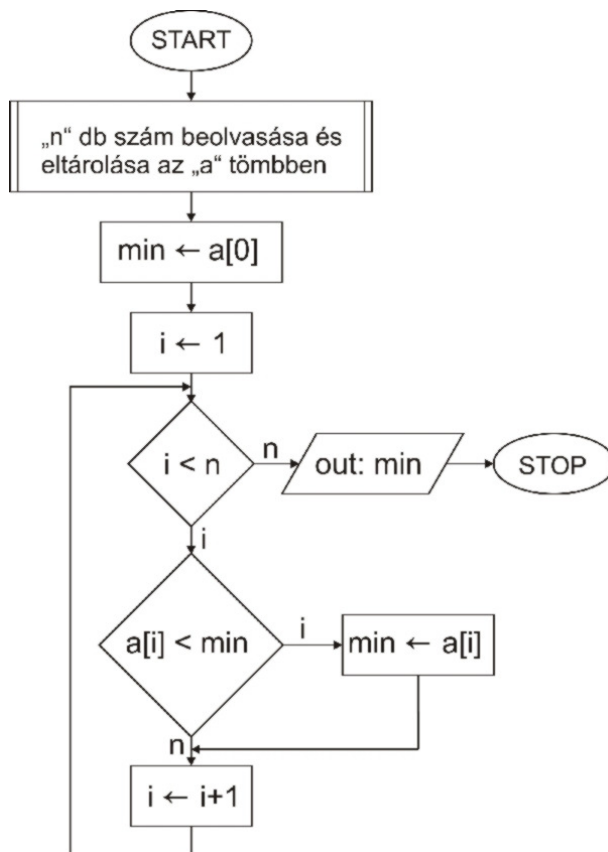 START
„n“ db szám beolvasása és
eltárolása az „a“ tömbben
min ← a[0]
i ← 1
i < n
n
out: min
STOP
i
a[i] < min
i
min ← a[i]
n
i ← i+1